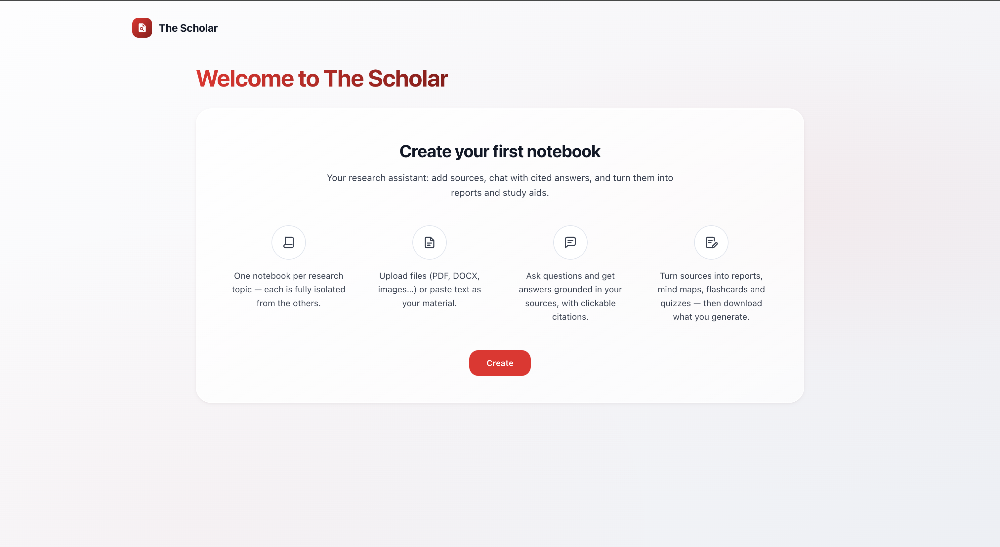 The Scholar
Welcome to The Scholar
Create your first notebook
Your research assistant: add sources, chat with cited answers, and turn them into
reports and study aids.
One notebook per research
topic — each is fully isolated
from the others.
Upload files (PDF, DOCX,
images...) or paste text as
your material.
Ask questions and get
answers grounded in your
sources, with clickable
citations.
Turn sources into reports,
mind maps, flashcards and
quizzes — then download
what you generate.
Create